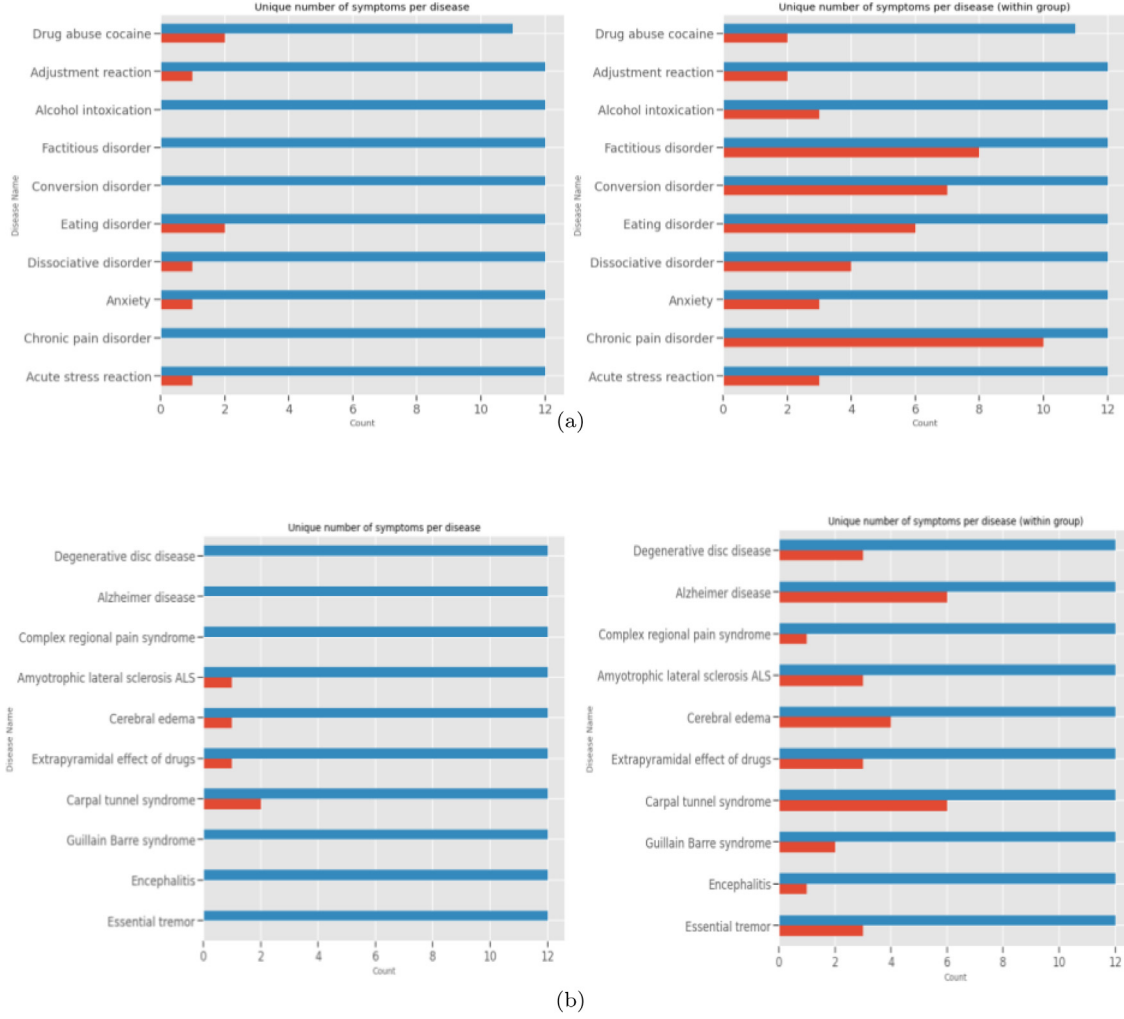 Unique number of symptoms per disease
Drug abuse cocaine
Adjustment reaction
Alcohol intoxication
Factitious disorder
Conversion disorder
Eating disorder
Dissociative disorder
Anxiety
Chronic pain disorder
Acute stress reaction
Disease Name
0 2 4 6 8 10 12
Count
Unique number of symptoms per disease (within group)
Drug abuse cocaine
Adjustment reaction
Alcohol intoxication
Factitious disorder
Conversion disorder
Eating disorder
Dissociative disorder
Anxiety
Chronic pain disorder
Acute stress reaction
Disease Name
0 2 4 6 8 10 12
Count
(a)
Unique number of symptoms per disease
Degenerative disc disease
Alzheimer disease
Complex regional pain syndrome
Amyotrophic lateral sclerosis ALS
Cerebral edema
Extrapyramidal effect of drugs
Carpal tunnel syndrome
Guillain Barre syndrome
Encephalitis
Essential tremor
Disease Name
0 2 4 6 8 10 12
Count
Unique number of symptoms per disease (within group)
Degenerative disc disease
Alzheimer disease
Complex regional pain syndrome
Amyotrophic lateral sclerosis ALS
Cerebral edema
Extrapyramidal effect of drugs
Carpal tunnel syndrome
Guillain Barre syndrome
Encephalitis
Essential tremor
Disease Name
0 2 4 6 8 10 12
Count
(b)